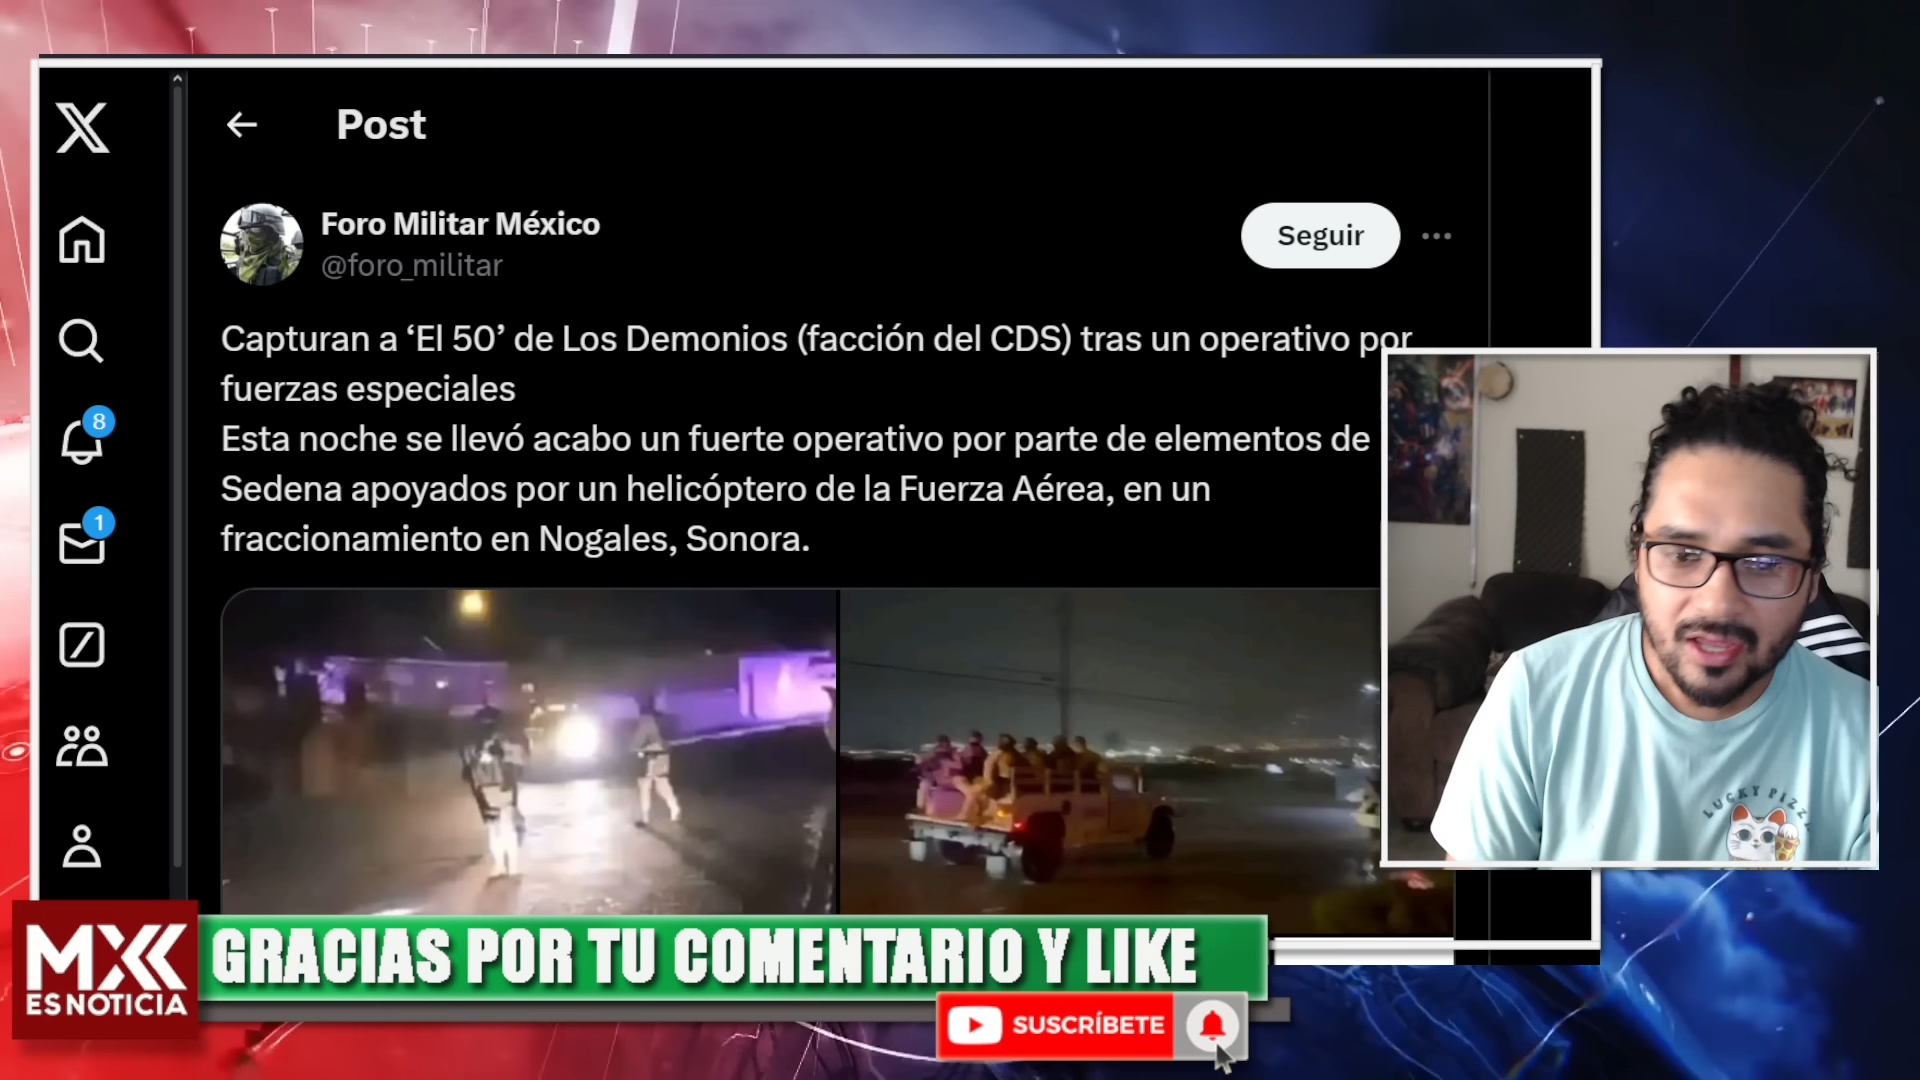 Post
Foro Militar México
@foro_militar
Seguir
Capturan a ‘El 50’ de Los Demonios (facción del CDS) tras un operativo por
fuerzas especiales
Esta noche se llevó acabo un fuerte operativo por parte de elementos de
Sedena apoyados por un helicóptero de la Fuerza Aérea, en un
fraccionamiento en Nogales, Sonora.
8
1
LUCKY PIZZ
MX
ES NOTICIA
GRACIAS POR TU COMENTARIO Y LIKE
SUSCRÍBETE